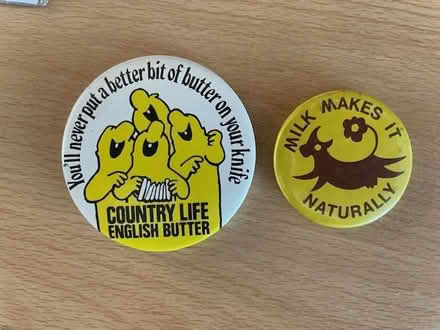 You'll never put a better bit of butter on your knife
COUNTRY LIFE
ENGLISH BUTTER
MILK MAKES IT
NATURALLY